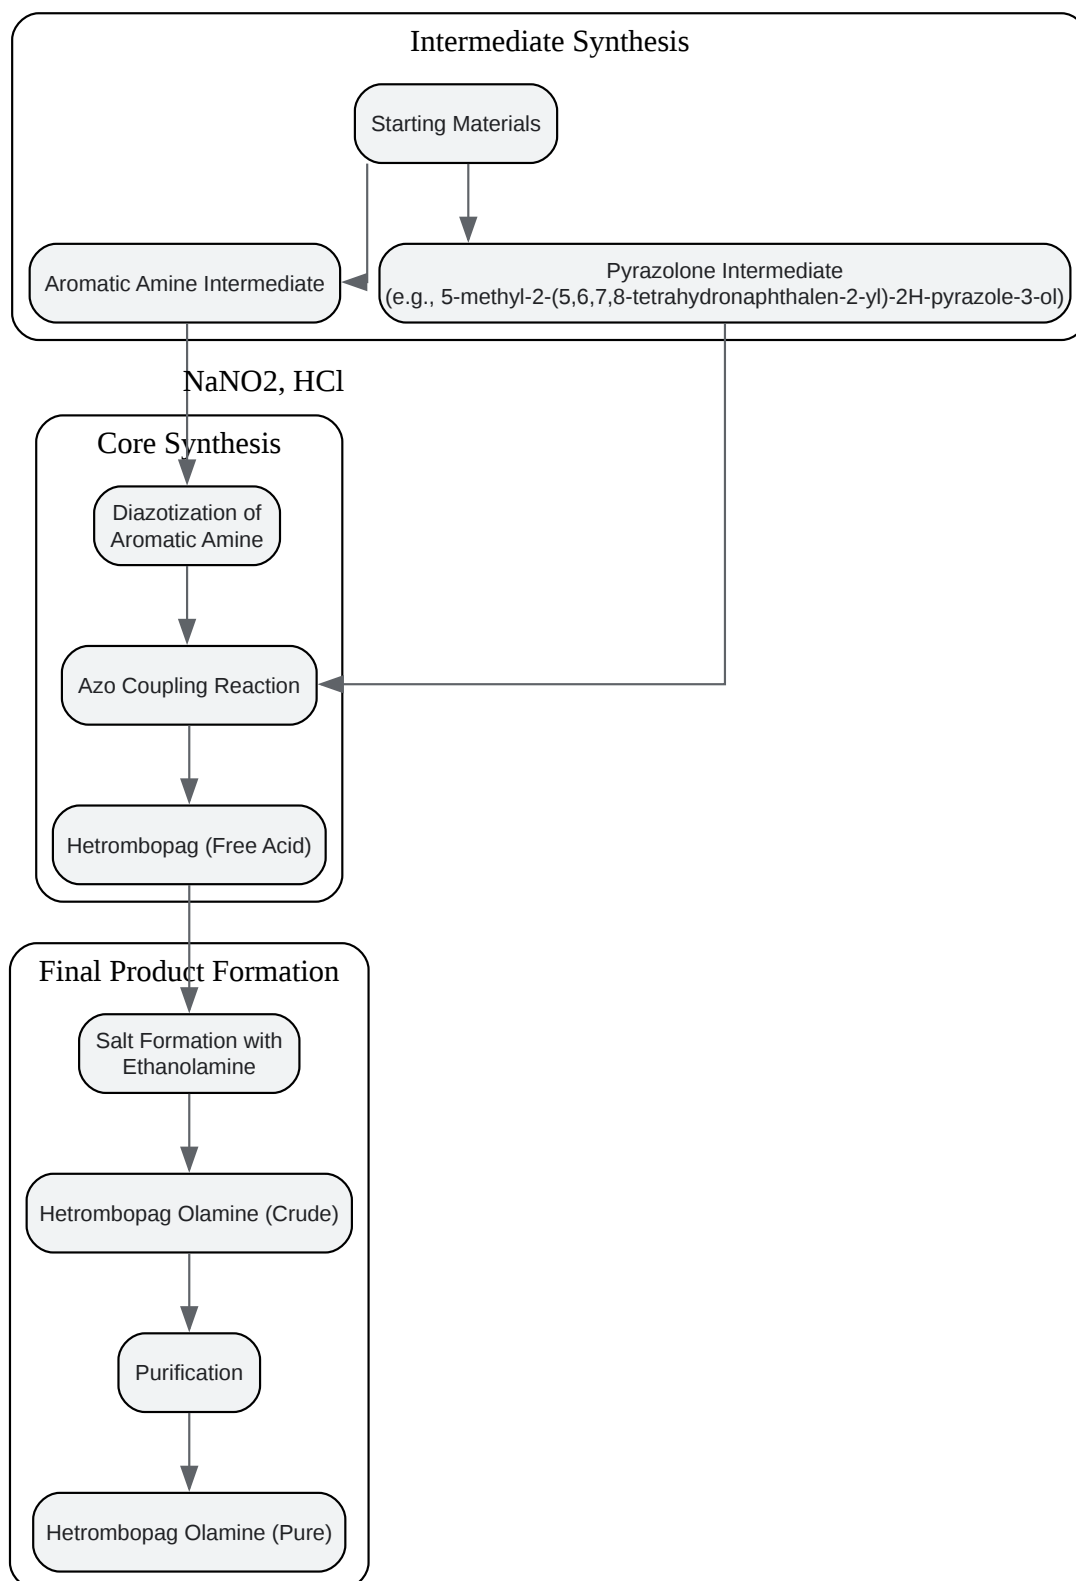 Intermediate Synthesis
Starting Materials
Aromatic Amine Intermediate
Pyrazolone Intermediate
(e.g., 5-methyl-2-(5,6,7,8-tetrahydronaphthalen-2-yl)-2H-pyrazole-3-ol)
NaNO2, HCl
Core Synthesis
Diazotization of
Aromatic Amine
Azo Coupling Reaction
Hetrombopag (Free Acid)
Final Product Formation
Salt Formation with
Ethanolamine
Hetrombopag Olamine (Crude)
Purification
Hetrombopag Olamine (Pure)